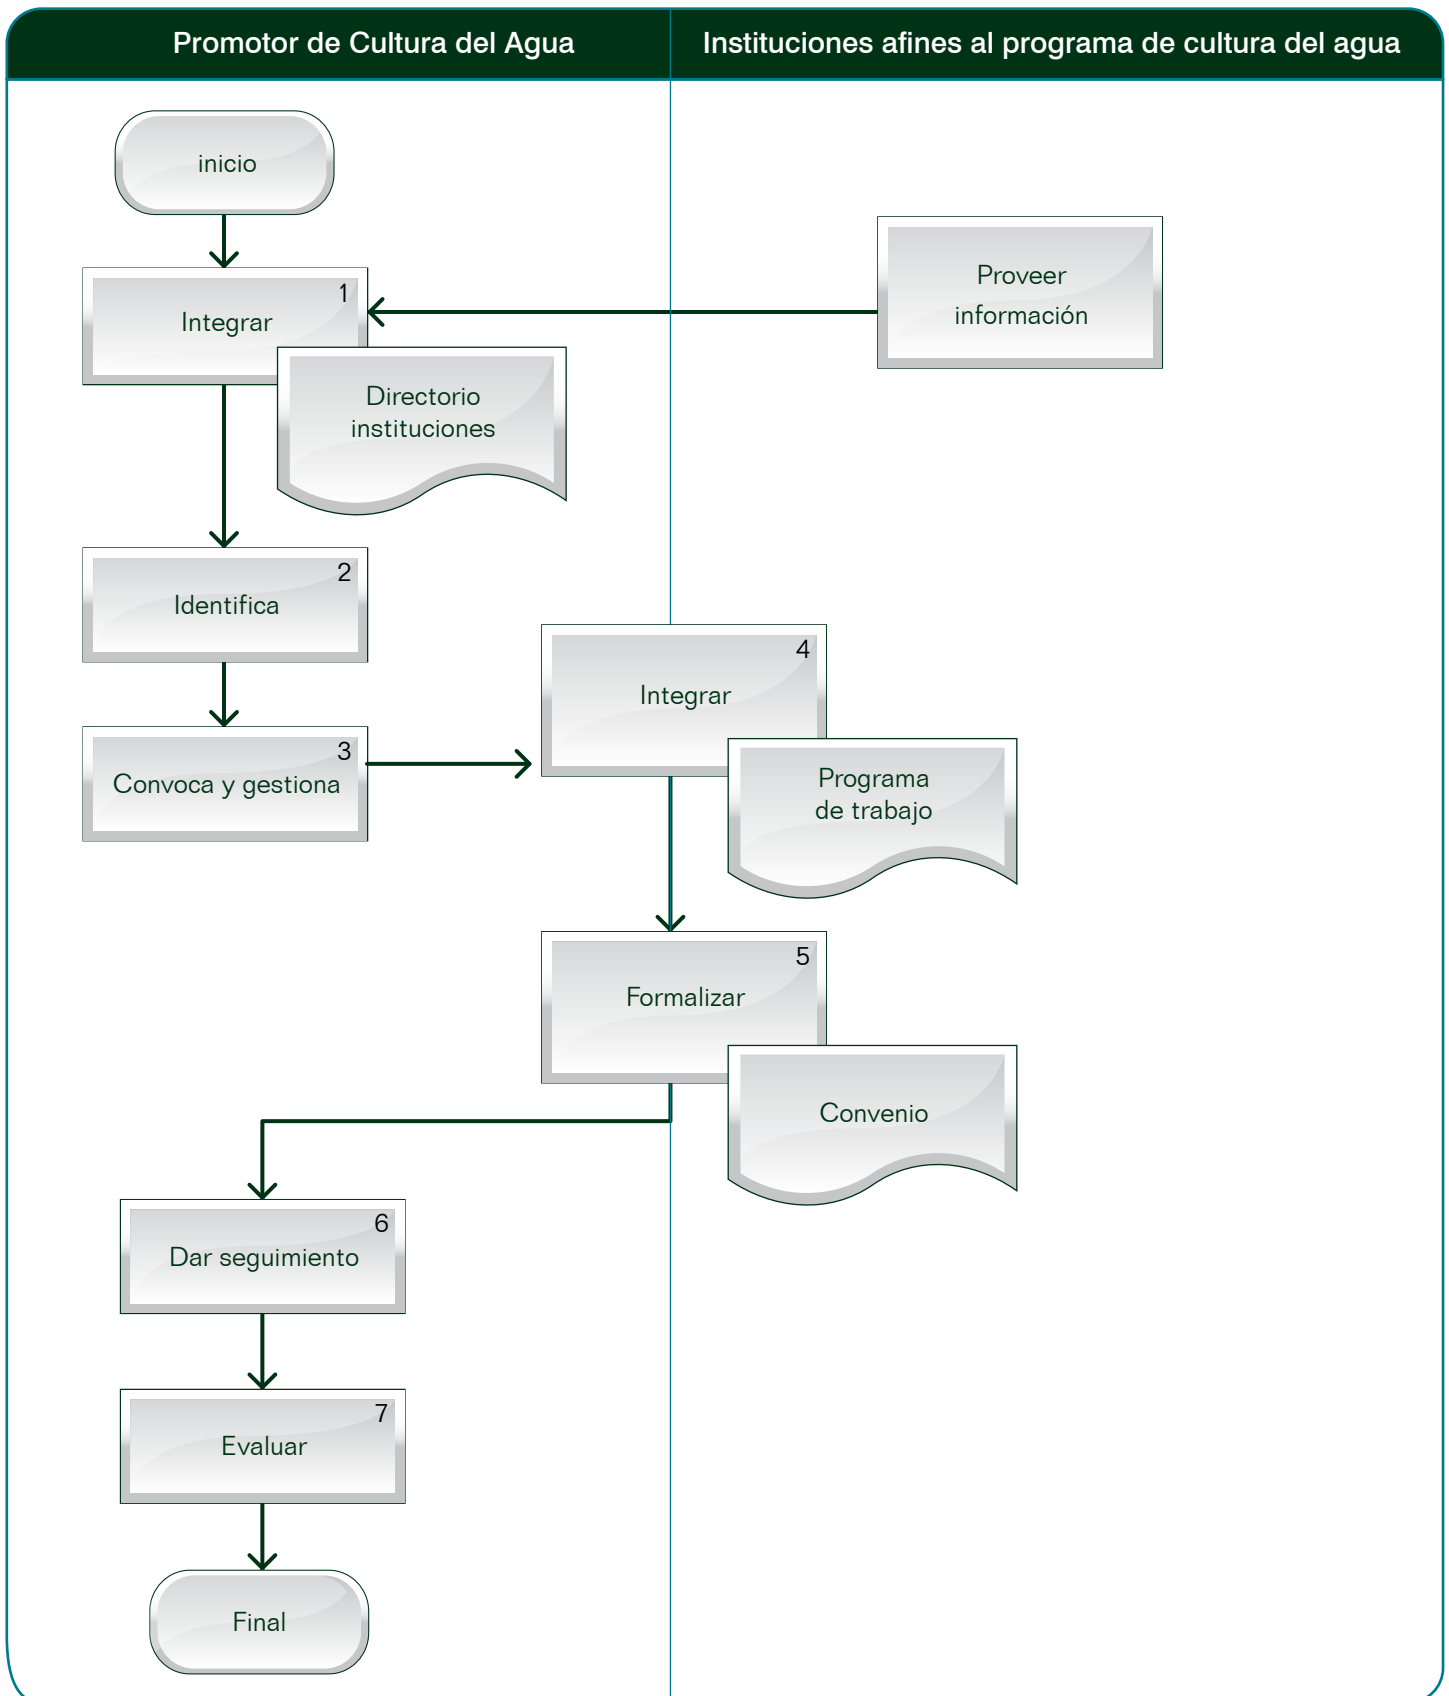 Promotor de Cultura del Agua
Instituciones afines al programa de cultura del agua
inicio
1
Integrar
Proveer
información
Directorio
instituciones
2
Identifica
3
Convoca y gestiona
4
Integrar
Programa
de trabajo
5
Formalizar
Convenio
6
Dar seguimiento
7
Evaluar
Final